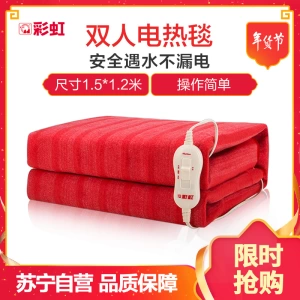 彩虹
双人电热毯
年货节
安全遇水不漏电
尺寸1.5*1.2米 操作简单
限时
抢购
苏宁自营 品质保障